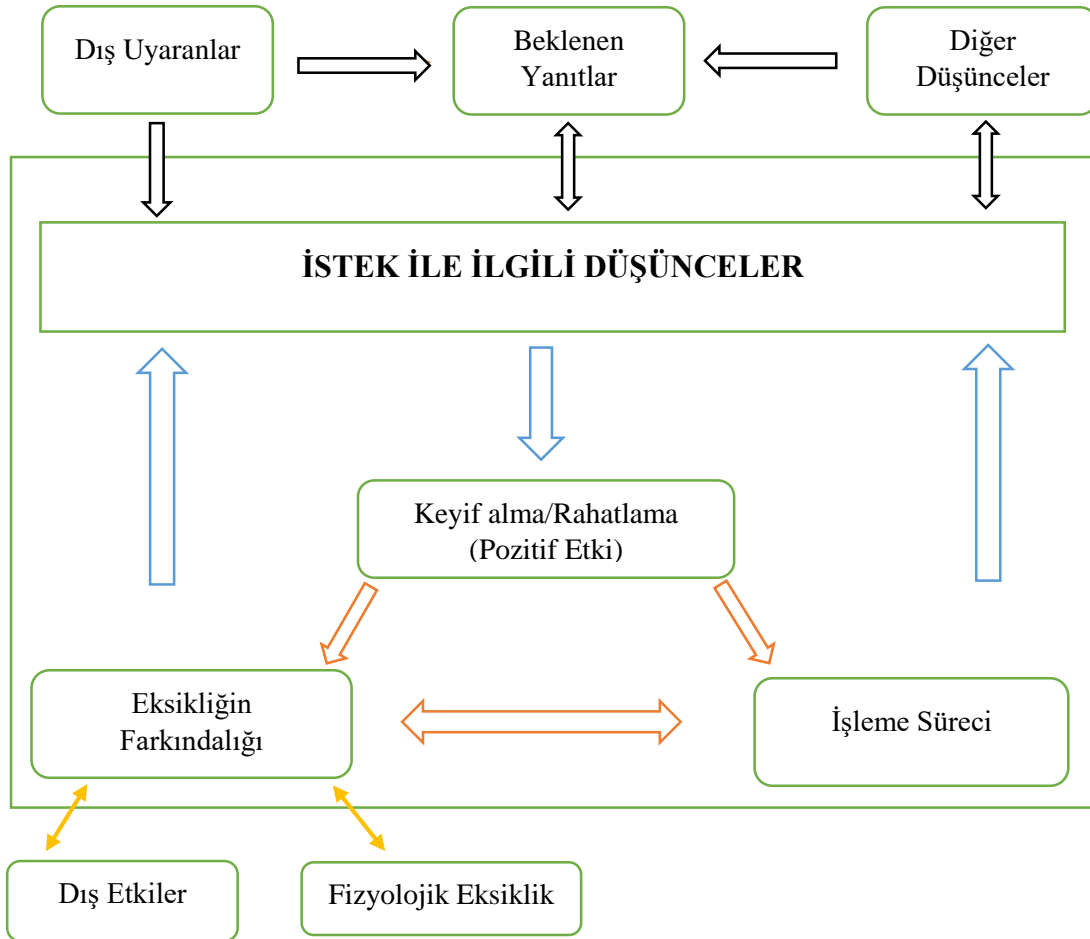 Dış Uyaranlar
Beklenen
Yanıtlar
Diğer
Düşünceler
İSTEK İLE İLGİLİ DÜŞÜNCELER
Keyif alma/Rahatlama
(Pozitif Etki)
Eksikliğin
Farkındalığı
İşleme Süreci
Dış Etkiler
Fizyolojik Eksiklik